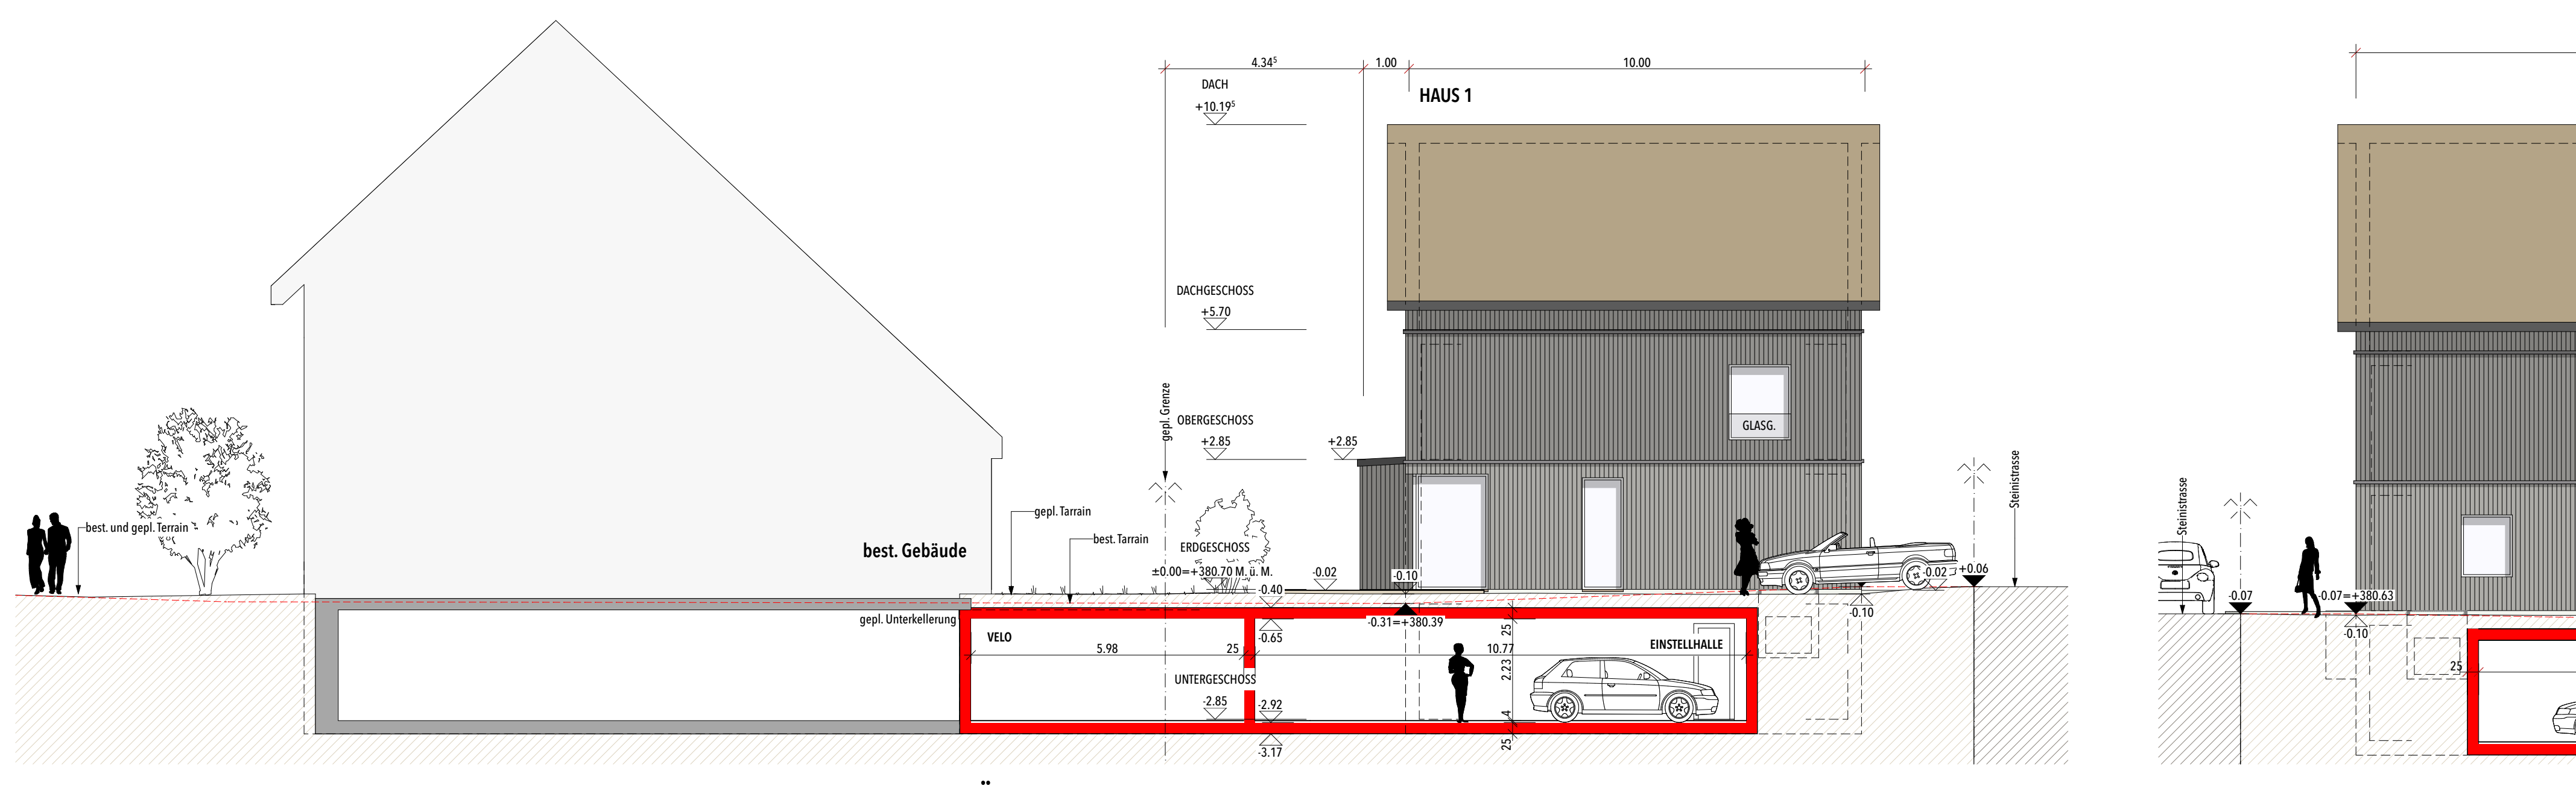 4.34⁵
1.00
10.00
DACH
+10.19⁵
HAUS 1
DACHGESCHOSS
+5.70
gepl. Grenze
OBERGESCHOSS
+2.85
+2.85
GLASG.
Steinistrasse
Steinistrasse
best. und gepl. Terrain
gepl. Tarrain
best. Tarrain
best. Gebäude
ERDGESCHOSS
±0.00=+380.70 M. ü. M.
-0.02
-0.10
-0.02
+0.06
-0.40
-0.10
-0.31=+380.39
-0.07
-0.07=+380.63
-0.10
gepl. Unterkellerung
VELO
-0.65
25
EINSTELLHALLE
5.98
25
10.77
2.23
25
UNTERGESCHOSS
-2.85
-2.92
4
-3.17
25